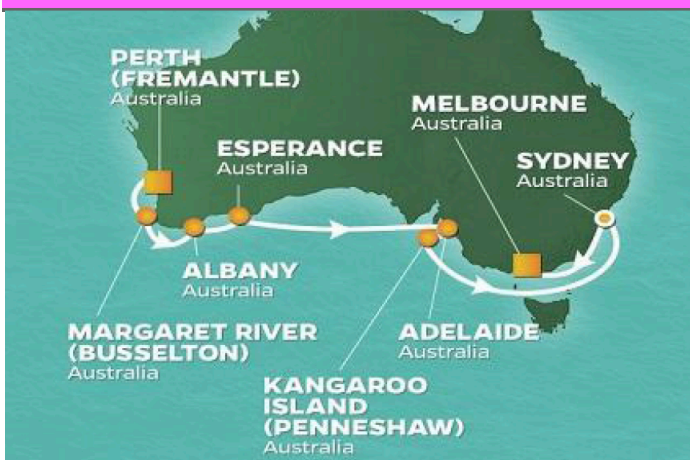 PERTH
(FREMANTLE)
Australia
ESPERANCE
Australia
MELBOURNE
Australia
SYDNEY
Australia
ALBANY
Australia
MARGARET RIVER
(BUSSELTON)
Australia
ADELAIDE
Australia
KANGAROO
ISLAND
(PENNESHAW)
Australia